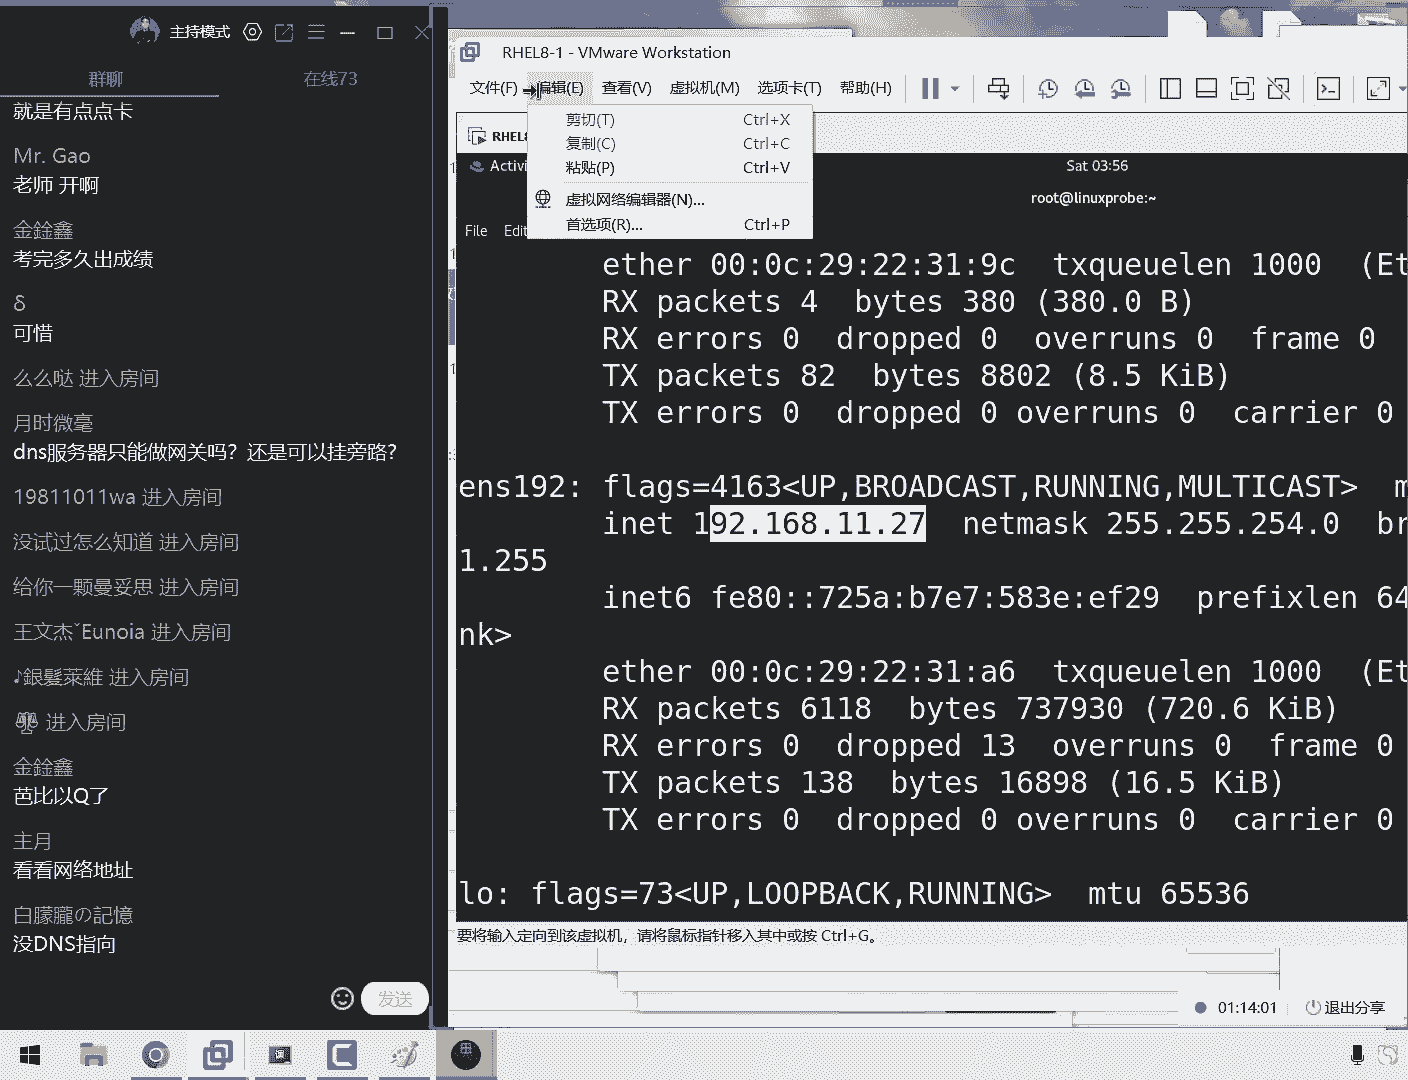 主持模式
群聊
在线73
就是有点点卡
Mr. Gao
老师 开啊
金銓鑫
考完多久出成绩
δ
可惜
么么哒 进入房间
月时微毫
dns服务器只能做网关吗？还是可以挂旁路？
19811011wa 进入房间
没试过怎么知道 进入房间
给你一颗曼妥思 进入房间
王文杰ˇEunoia 进入房间
♪銀髮萊維 进入房间
进入房间
金銓鑫
芭比以Q了
主月
看看网络地址
白朦朧の記憶
没DNS指向
发送
RHEL8-1 - VMware Workstation
文件(F) 编辑(E) 查看(V) 虚拟机(M) 选项卡(T) 帮助(H)
剪切(T) Ctrl+X
复制(C) Ctrl+C
粘贴(P) Ctrl+V
虚拟网络编辑器(N)...
首选项(R)... Ctrl+P
RHEL8
Activi
Sat 03:56
root@linuxprobe:~
File Edit
ether 00:0c:29:22:31:9c txqueuelen 1000 (Et
RX packets 4 bytes 380 (380.0 B)
RX errors 0 dropped 0 overruns 0 frame 0
TX packets 82 bytes 8802 (8.5 KiB)
TX errors 0 dropped 0 overruns 0 carrier 0
ens192: flags=4163<UP,BROADCAST,RUNNING,MULTICAST> m
inet 192.168.11.27 netmask 255.255.254.0 br
1.255
inet6 fe80::725a:b7e7:583e:ef29 prefixlen 64
nk>
ether 00:0c:29:22:31:a6 txqueuelen 1000 (Et
RX packets 6118 bytes 737930 (720.6 KiB)
RX errors 0 dropped 13 overruns 0 frame 0
TX packets 138 bytes 16898 (16.5 KiB)
TX errors 0 dropped 0 overruns 0 carrier 0
lo: flags=73<UP,LOOPBACK,RUNNING> mtu 65536
要将输入定向到该虚拟机，请将鼠标指针移入其中或按 Ctrl+G。
01:14:01
退出分享